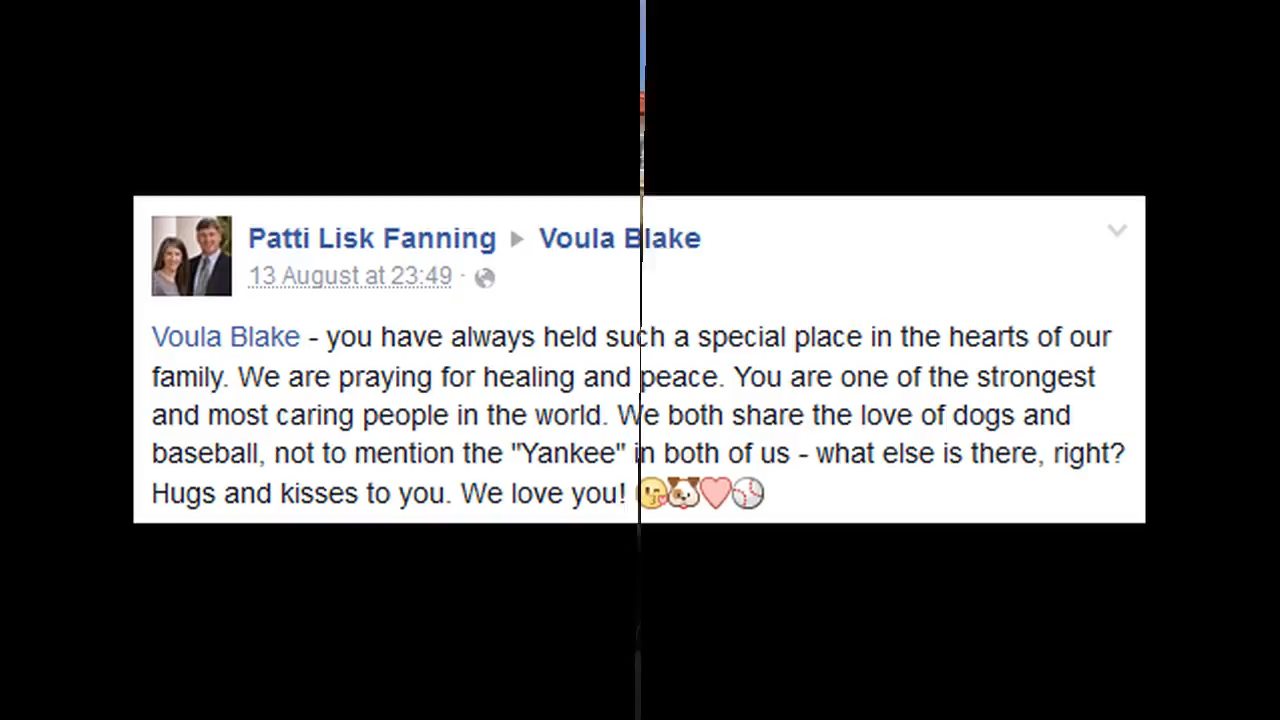 Patti Lisk Fanning ▶ Voula Blake
13 August at 23:49 ·
Voula Blake - you have always held such a special place in the hearts of our
family. We are praying for healing and peace. You are one of the strongest
and most caring people in the world. We both share the love of dogs and
baseball, not to mention the "Yankee" in both of us - what else is there, right?
Hugs and kisses to you. We love you! 😘🐶❤️⚾